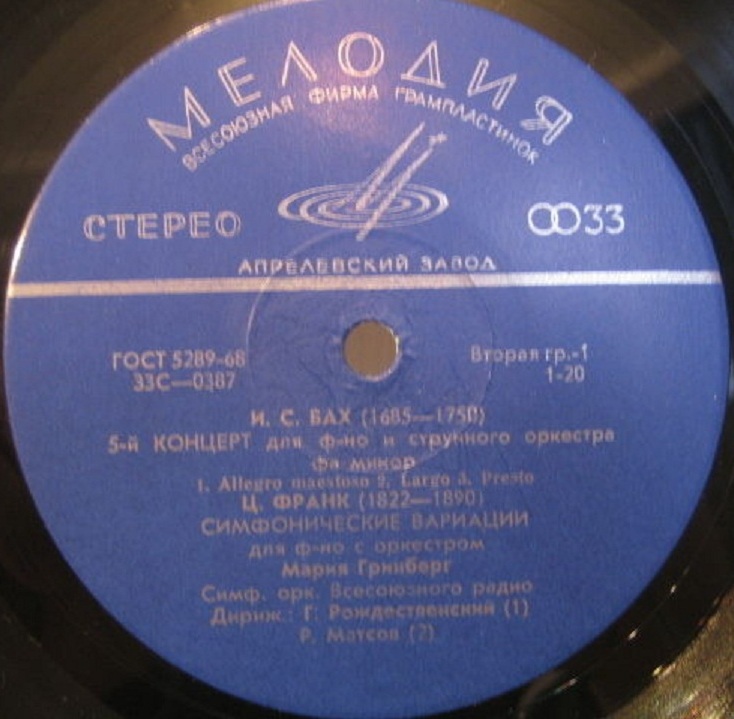 МЕЛОДИЯ
ВСЕСОЮЗНАЯ ФИРМА ГРАМПЛАСТИНОК
СТЕРЕО
33
АПРЕЛЕВСКИЙ ЗАВОД
ГОСТ 5289-68
Вторая гр.-1
33С—0387
1-20
И. С. БАХ (1685—1750)
5-й КОНЦЕРТ для ф-но и струнного оркестра
фа минор
1. Allegro maestoso 2. Largo 3. Presto
Ц. ФРАНК (1822—1890)
СИМФОНИЧЕСКИЕ ВАРИАЦИИ
для ф-но с оркестром
Мария Гринберг
Симф. орк. Всесоюзного радио
Дириж.: Г. Рождественский (1)
Р. Матсов (2)